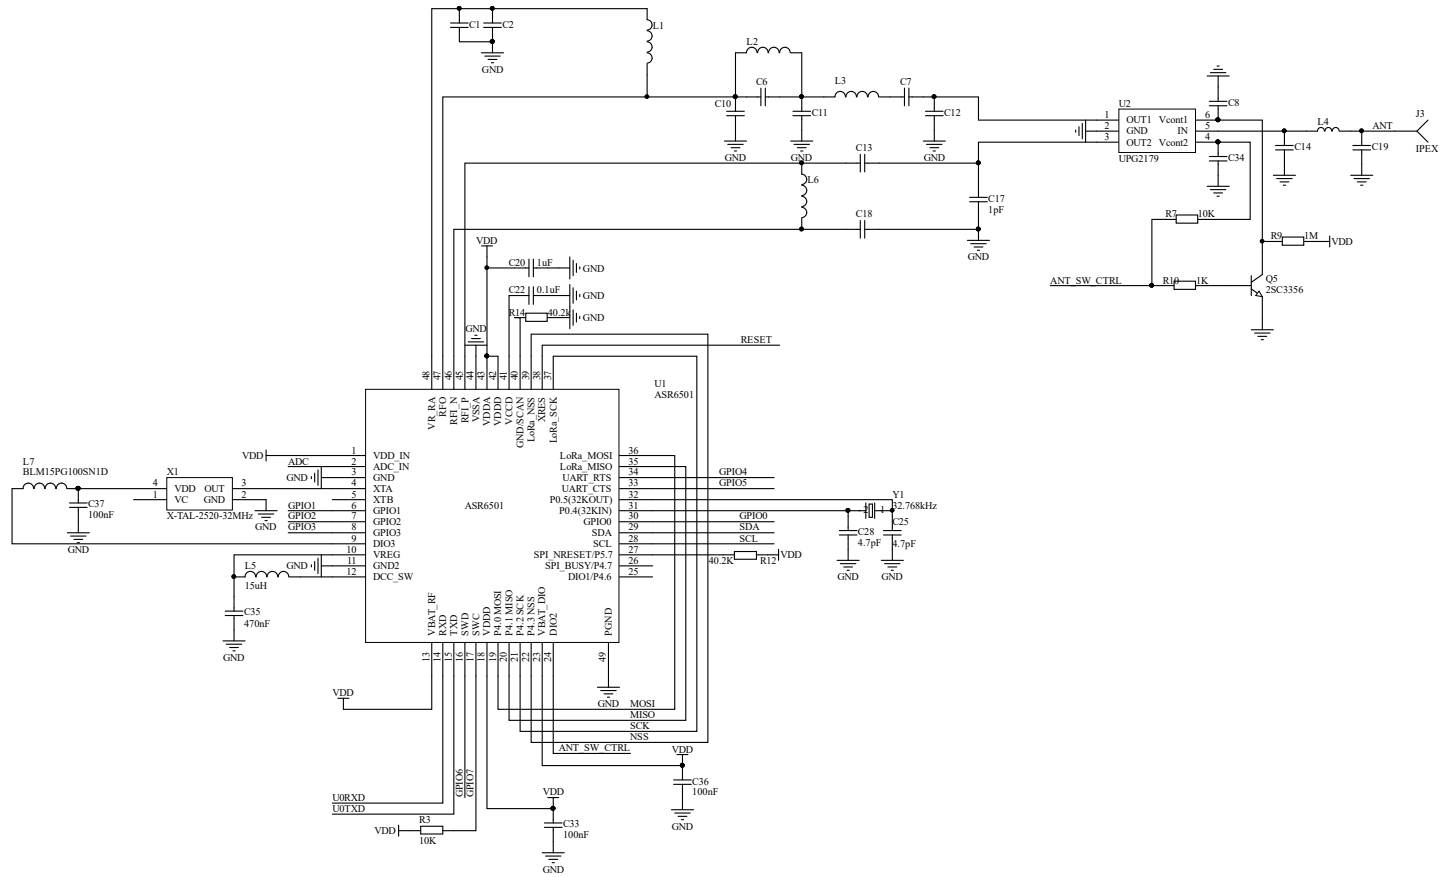 C1
C2
GND
L1
L2
C6
L3
C7
C10
C11
C12
GND
GND
GND
C8
U2
1
2
3
OUT1
GND
OUT2
Vcont1
IN
Vcont2
6
5
4
UPG2179
C14
L4
ANT
C19
J3
IPEX
C34
C13
L6
C18
C17
1pF
GND
R7
10K
R9
1M
VDD
ANT_SW_CTRL
R10
1K
Q5
2SC3356
VDD
C20
1uF
GND
C22
0.1uF
GND
R14
40.2k
GND
GND
RESET
48
47
46
45
44
43
42
41
40
39
38
37
VR_RA
RFO
RFI_N
RFI_P
VSSA
VDDA
VDDD
VCCD
GND/SCAN
LoRa_NSS
XRES
LoRa_SCK
U1
ASR6501
VDD
1
VDD_IN
ADC
2
ADC_IN
GND
3
GND
4
XTA
5
XTB
GPIO1
6
GPIO1
GPIO2
7
GPIO2
GPIO3
8
GPIO3
9
DIO3
10
VREG
GND
11
GND2
12
DCC_SW
ASR6501
L7
BLM15PG100SN1D
C37
100nF
GND
X1
4
VDD
OUT
3
1
VC
GND
2
X-TAL-2520-32MHz
GND
L5
15uH
C35
470nF
GND
LoRa_MOSI
36
LoRa_MISO
35
UART_RTS
34
GPIO4
UART_CTS
33
GPIO5
P0.5(32KOUT)
32
P0.4(32KIN)
31
GPIO0
30
GPIO0
SDA
29
SDA
SCL
28
SCL
SPI_NRESET/P5.7
27
SPI_BUSY/P4.7
26
DIO1/P4.6
25
40.2K
R12
VDD
Y1
32.768kHz
2
1
C28
4.7pF
GND
C25
4.7pF
GND
VBAT_RF
RXD
TXD
SWD
SWC
VDDD
P4.0 MOSI
P4.1 MISO
P4.2 SCK
P4.3 NSS
VBAT_DIO
DIO2
PGND
13
14
15
16
17
18
19
20
21
22
23
24
49
GND
VDD
MOSI
MISO
SCK
NSS
ANT_SW_CTRL
VDD
C36
100nF
GND
GPIO6
GPIO7
U0RXD
U0TXD
VDD
R3
10K
VDD
C33
100nF
GND